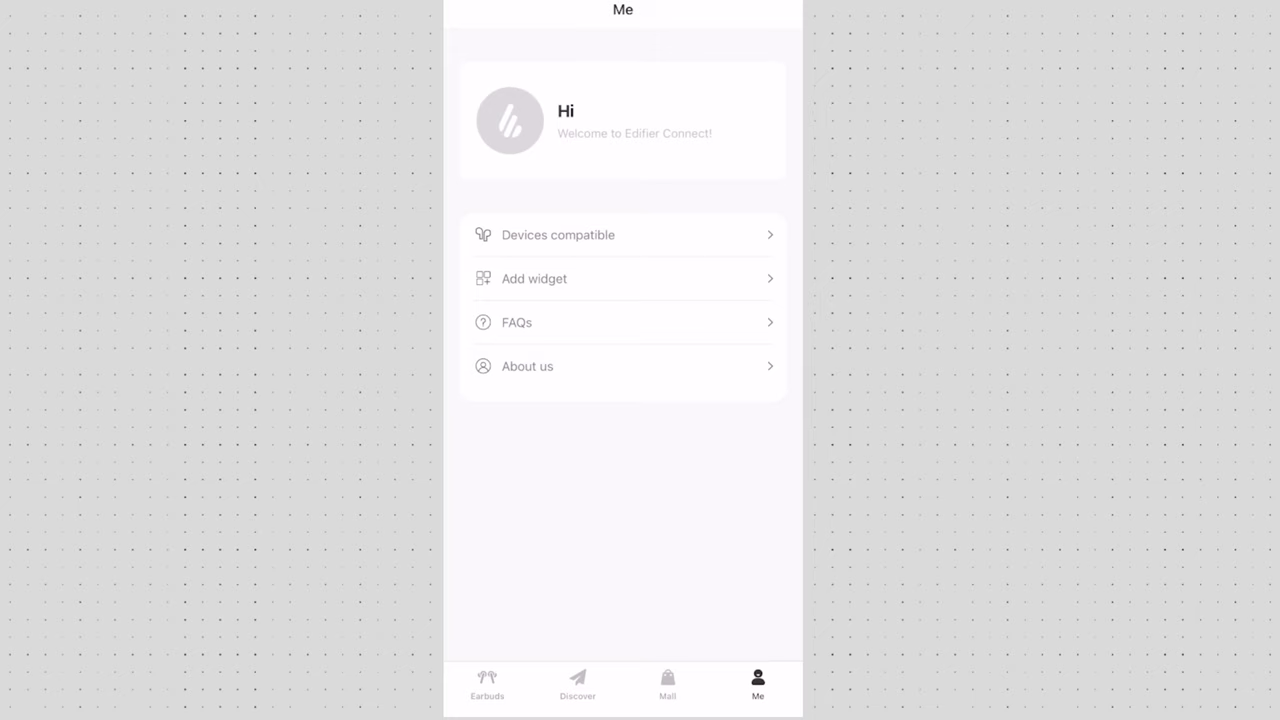 Me
Hi
Welcome to Edifier Connect!
Devices compatible
Add widget
FAQs
About us
Earbuds
Discover
Mall
Me